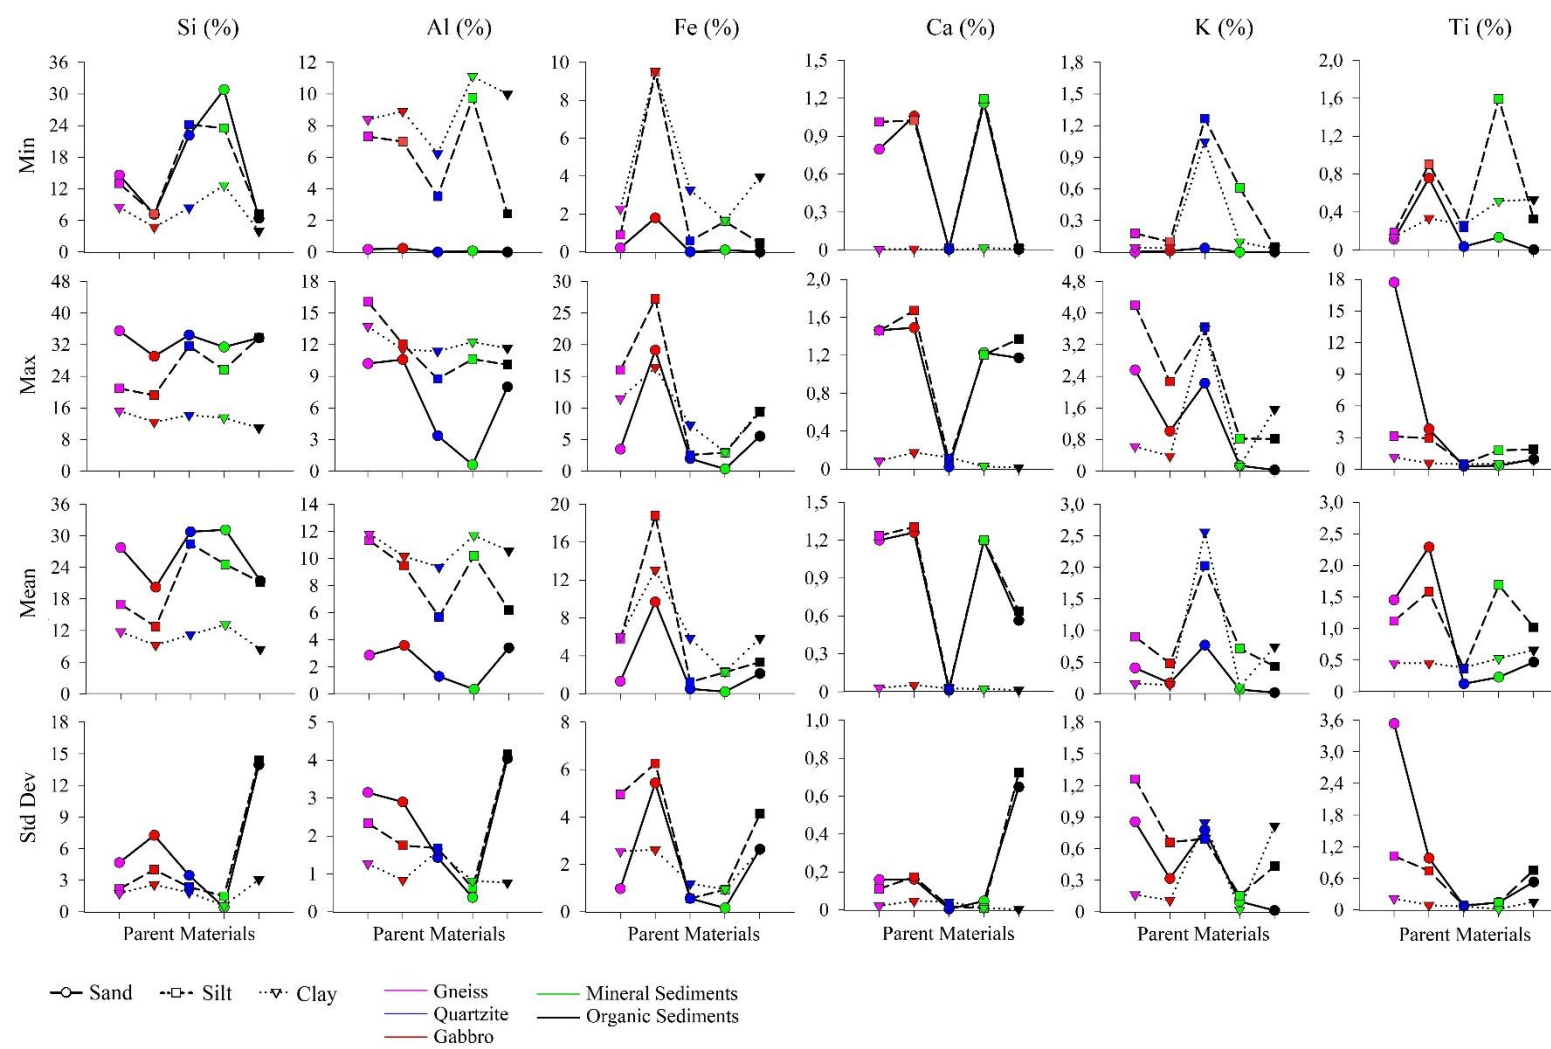 Si (%) Al (%) Fe (%) Ca (%) K (%) Ti (%)
Min
36 30 24 18 12 6 0
12 10 8 6 4 2 0
10 8 6 4 2 0
1,5 1,2 0,9 0,6 0,3 0
1,8 1,5 1,2 0,9 0,6 0,3 0
2,0 1,6 1,2 0,8 0,4 0
Max
48 40 32 24 16 8 0
18 15 12 9 6 3 0
30 25 20 15 10 5 0
2,0 1,6 1,2 0,8 0,4 0
4,8 4,0 3,2 2,4 1,6 0,8 0
18 15 12 9 6 3 0
Mean
36 30 24 18 12 6 0
14 12 10 8 6 4 2 0
20 16 12 8 4 0
1,5 1,2 0,9 0,6 0,3 0
3,0 2,5 2,0 1,5 1,0 0,5 0
3,0 2,5 2,0 1,5 1,0 0,5 0
Std Dev
18 15 12 9 6 3 0
5 4 3 2 1 0
8 6 4 2 0
1,0 0,8 0,6 0,4 0,2 0
1,8 1,5 1,2 0,9 0,6 0,3 0
3,6 3,0 2,4 1,8 1,2 0,6 0
Parent Materials Parent Materials Parent Materials Parent Materials Parent Materials Parent Materials
Sand Silt Clay
Gneiss Mineral Sediments
Quartzite Organic Sediments
Gabbro